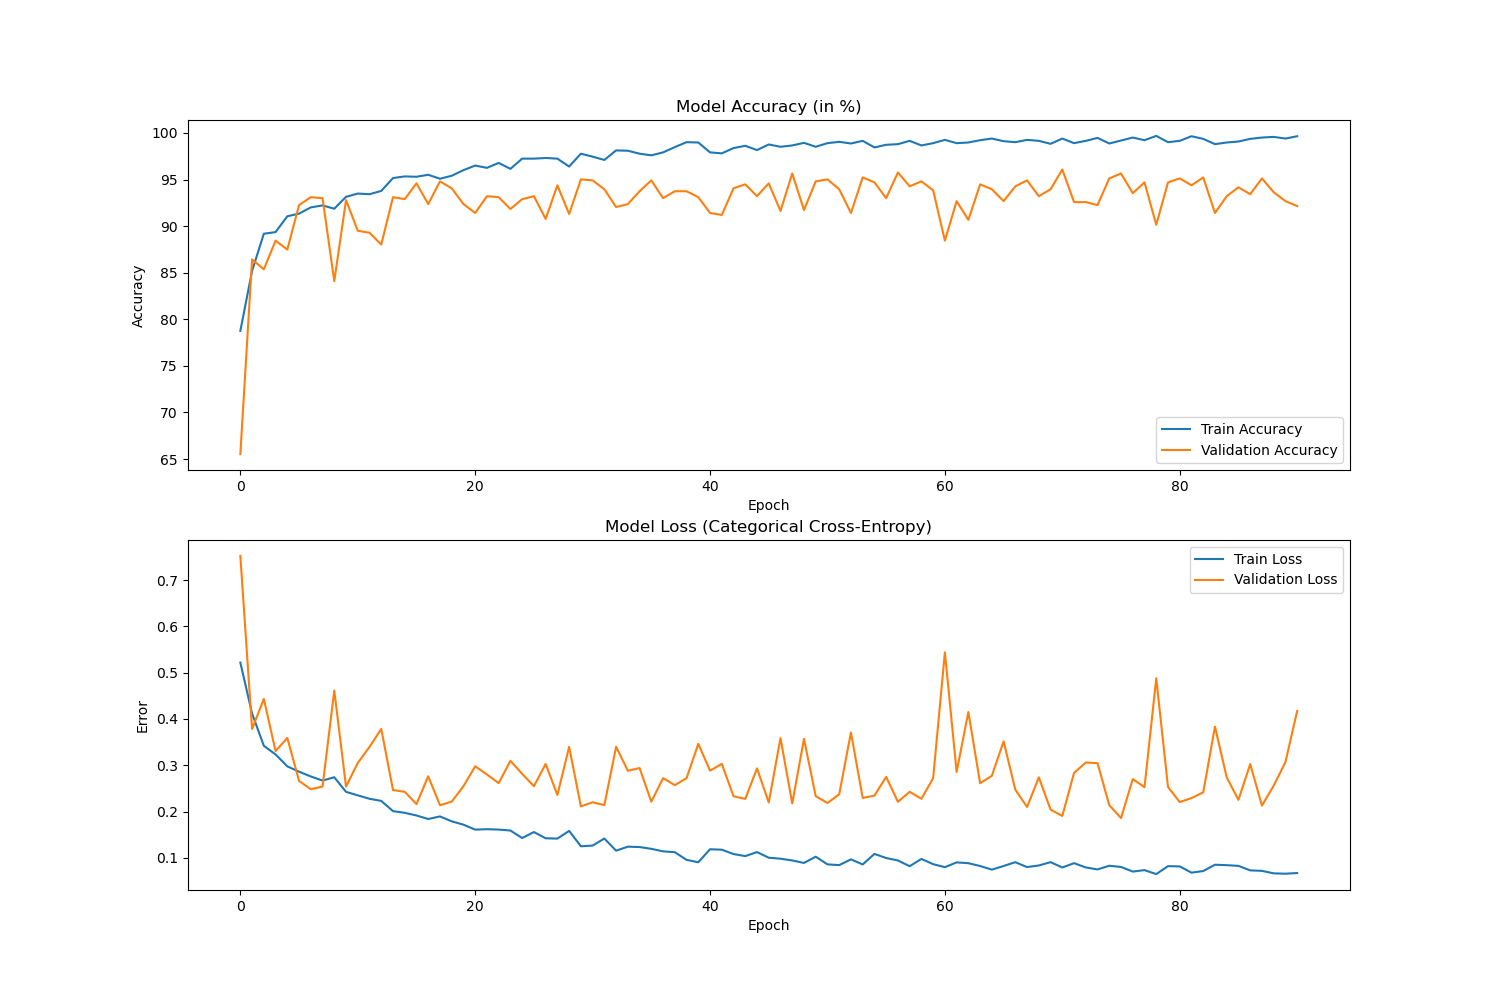 Model Accuracy (in %)
100
95
90
85
80
75
70
65
Accuracy
Train Accuracy
Validation Accuracy
0 20 40 60 80
Epoch
Model Loss (Categorical Cross-Entropy)
0.7
0.6
0.5
0.4
0.3
0.2
0.1
Error
Train Loss
Validation Loss
0 20 40 60 80
Epoch